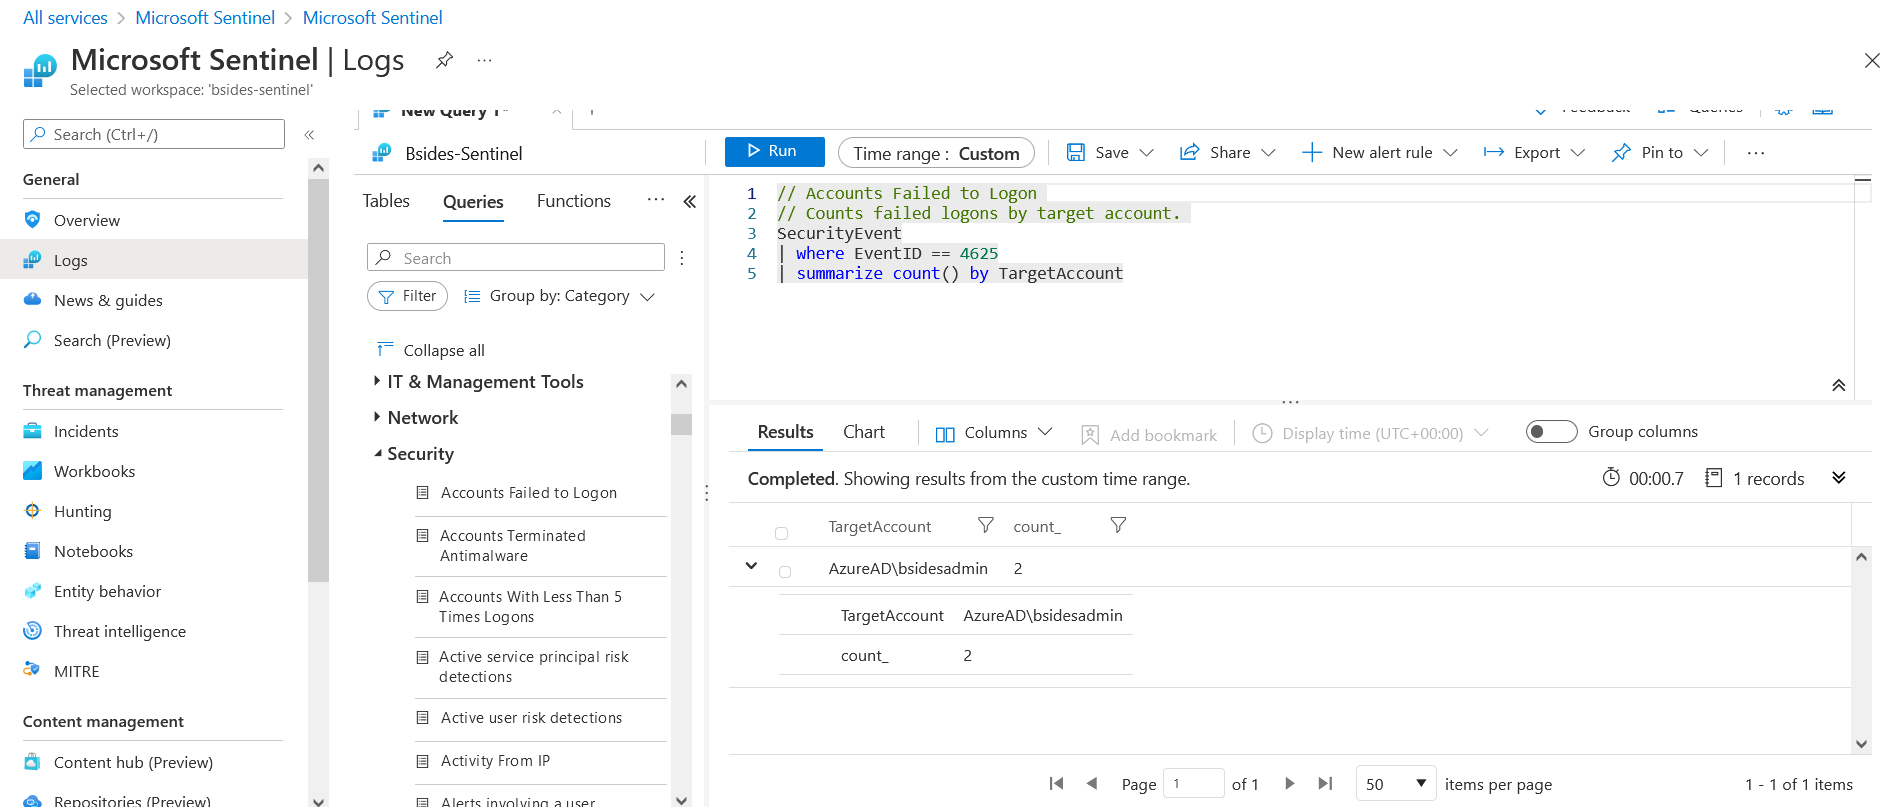 All services > Microsoft Sentinel > Microsoft Sentinel
Microsoft Sentinel | Logs
Selected workspace: 'bsides-sentinel'
Search (Ctrl+/)
General
Overview
Logs
News & guides
Search (Preview)
Threat management
Incidents
Workbooks
Hunting
Notebooks
Entity behavior
Threat intelligence
MITRE
Content management
Content hub (Preview)
Repositories (Preview)
New Query 1*
Feedback
Queries
Bsides-Sentinel
Run
Time range : Custom
Save
Share
New alert rule
Export
Pin to
Tables
Queries
Functions
Search
Filter
Group by: Category
Collapse all
IT & Management Tools
Network
Security
Accounts Failed to Logon
Accounts Terminated
Antimalware
Accounts With Less Than 5
Times Logons
Active service principal risk
detections
Active user risk detections
Activity From IP
Alerts involving a user
1 // Accounts Failed to Logon
2 // Counts failed logons by target account.
3 SecurityEvent
4 | where EventID == 4625
5 | summarize count() by TargetAccount
Results
Chart
Columns
Add bookmark
Display time (UTC+00:00)
Group columns
Completed. Showing results from the custom time range.
00:00.7
1 records
TargetAccount count_
AzureAD\bsidesadmin 2
TargetAccount AzureAD\bsidesadmin
count_ 2
Page 1 of 1
50 items per page
1 - 1 of 1 items